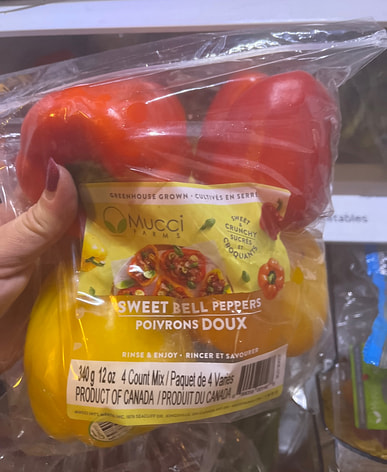 GREENHOUSE GROWN · CULTIVÉS EN SERRE
Mucci
FARMS
SWEET
& CRUNCHY
SUCRÉS
ET
CROQUANTS
SWEET BELL PEPPERS
POIVRONS DOUX
RINSE & ENJOY · RINCER ET SAVOURER
340 g 12 oz 4 Count Mix / Paquet de 4 Variés
PRODUCT OF CANADA / PRODUIT DU CANADA
tables